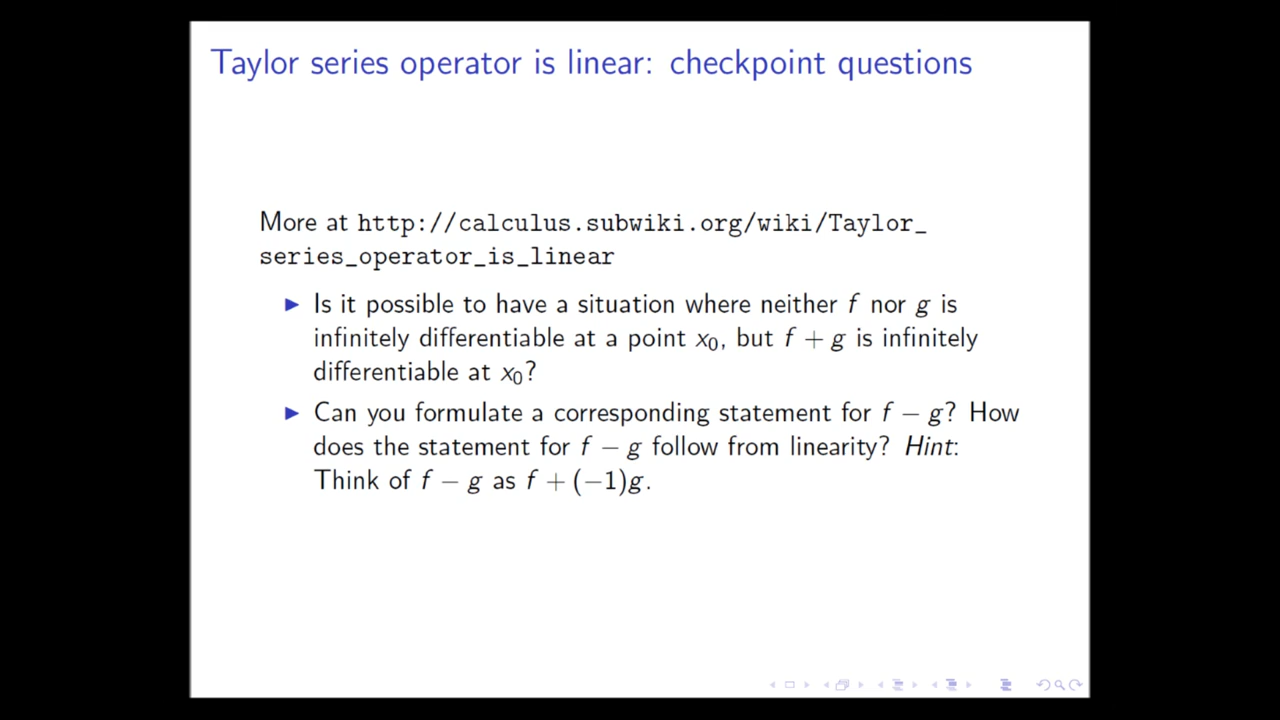 Taylor series operator is linear: checkpoint questions
More at http://calculus.subwiki.org/wiki/Taylor_
series_operator_is_linear
▶ Is it possible to have a situation where neither f nor g is
infinitely differentiable at a point x₀, but f + g is infinitely
differentiable at x₀?
▶ Can you formulate a corresponding statement for f − g? How
does the statement for f − g follow from linearity? Hint:
Think of f − g as f + (−1)g.